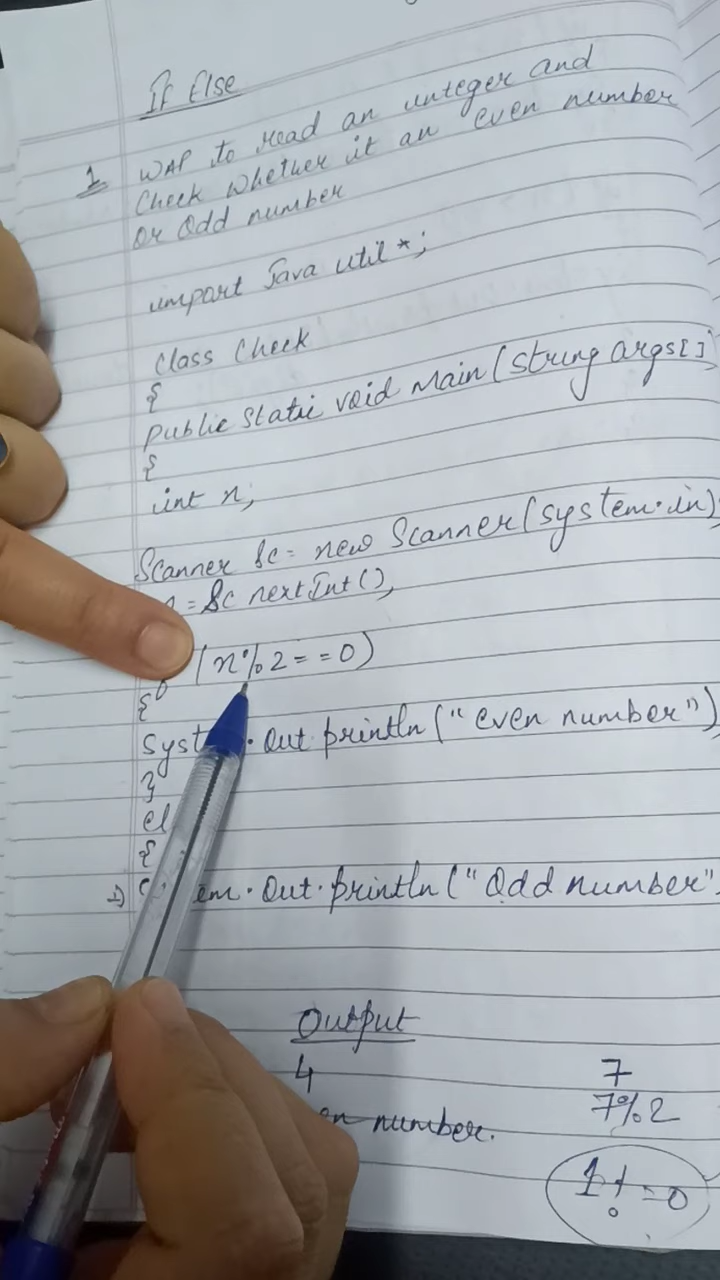 If Else
1 WAP to read an integer and
Check whether it an even number
Or Odd number
import Java util *;
Class Check
{
public static void main (string args[]
{
int n;
Scanner Sc = new Scanner (system.in)
= Sc nextInt();
(n%2==0)
{
Syst . Out println (" even number")
}
el
{
em. Out. println (" Odd number"
Output
4
7
7%2
en number.
1 != 0